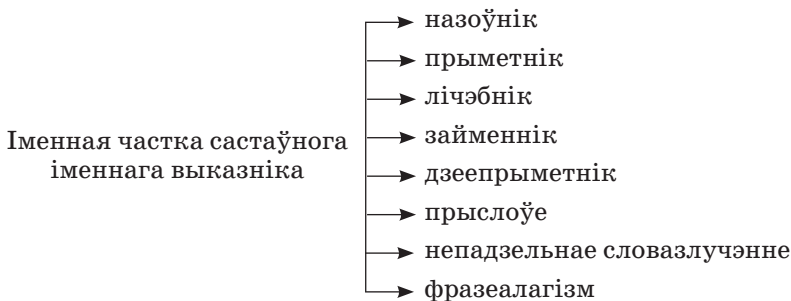 назоўнік
прыметнік
лічэбнік
Іменная частка састаўнога
іменнага выказніка
займеннік
дзеепрыметнік
прыслоўе
непадзельнае словазлучэнне
фразеалагізм